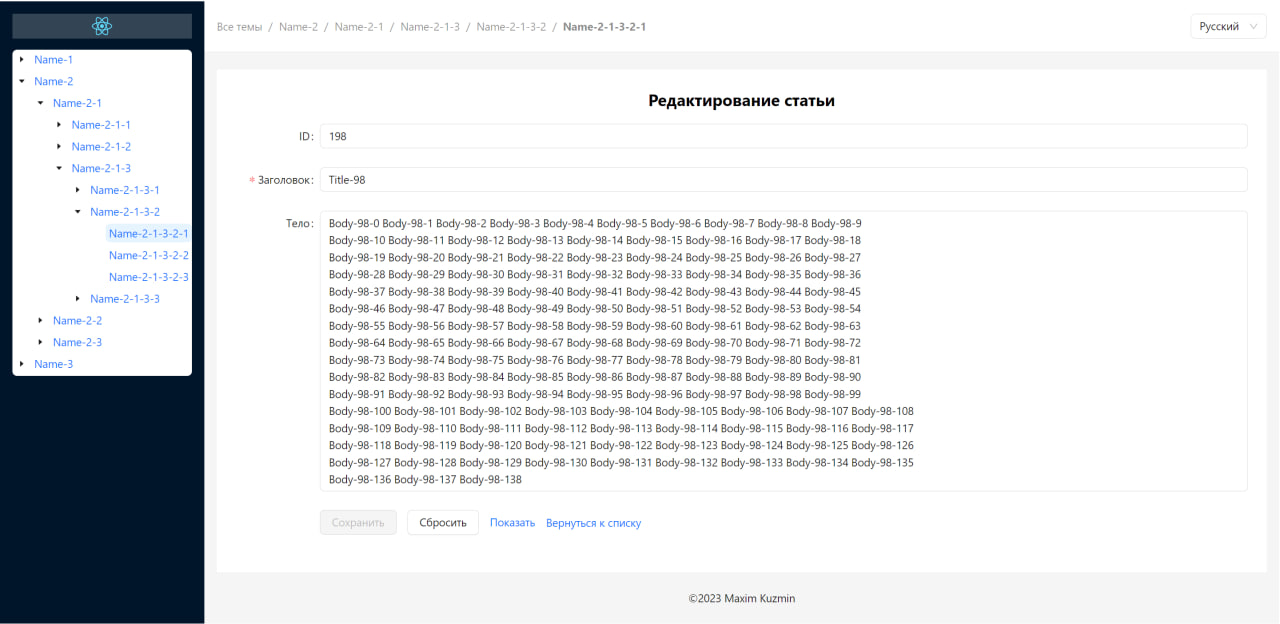 Все темы / Name-2 / Name-2-1 / Name-2-1-3 / Name-2-1-3-2 / Name-2-1-3-2-1
Русский
Name-1
Name-2
Name-2-1
Name-2-1-1
Name-2-1-2
Name-2-1-3
Name-2-1-3-1
Name-2-1-3-2
Name-2-1-3-2-1
Name-2-1-3-2-2
Name-2-1-3-2-3
Name-2-1-3-3
Name-2-2
Name-2-3
Name-3
Редактирование статьи
ID: 198
* Заголовок: Title-98
Тело: Body-98-0 Body-98-1 Body-98-2 Body-98-3 Body-98-4 Body-98-5 Body-98-6 Body-98-7 Body-98-8 Body-98-9
Body-98-10 Body-98-11 Body-98-12 Body-98-13 Body-98-14 Body-98-15 Body-98-16 Body-98-17 Body-98-18
Body-98-19 Body-98-20 Body-98-21 Body-98-22 Body-98-23 Body-98-24 Body-98-25 Body-98-26 Body-98-27
Body-98-28 Body-98-29 Body-98-30 Body-98-31 Body-98-32 Body-98-33 Body-98-34 Body-98-35 Body-98-36
Body-98-37 Body-98-38 Body-98-39 Body-98-40 Body-98-41 Body-98-42 Body-98-43 Body-98-44 Body-98-45
Body-98-46 Body-98-47 Body-98-48 Body-98-49 Body-98-50 Body-98-51 Body-98-52 Body-98-53 Body-98-54
Body-98-55 Body-98-56 Body-98-57 Body-98-58 Body-98-59 Body-98-60 Body-98-61 Body-98-62 Body-98-63
Body-98-64 Body-98-65 Body-98-66 Body-98-67 Body-98-68 Body-98-69 Body-98-70 Body-98-71 Body-98-72
Body-98-73 Body-98-74 Body-98-75 Body-98-76 Body-98-77 Body-98-78 Body-98-79 Body-98-80 Body-98-81
Body-98-82 Body-98-83 Body-98-84 Body-98-85 Body-98-86 Body-98-87 Body-98-88 Body-98-89 Body-98-90
Body-98-91 Body-98-92 Body-98-93 Body-98-94 Body-98-95 Body-98-96 Body-98-97 Body-98-98 Body-98-99
Body-98-100 Body-98-101 Body-98-102 Body-98-103 Body-98-104 Body-98-105 Body-98-106 Body-98-107 Body-98-108
Body-98-109 Body-98-110 Body-98-111 Body-98-112 Body-98-113 Body-98-114 Body-98-115 Body-98-116 Body-98-117
Body-98-118 Body-98-119 Body-98-120 Body-98-121 Body-98-122 Body-98-123 Body-98-124 Body-98-125 Body-98-126
Body-98-127 Body-98-128 Body-98-129 Body-98-130 Body-98-131 Body-98-132 Body-98-133 Body-98-134 Body-98-135
Body-98-136 Body-98-137 Body-98-138
Сохранить Сбросить Показать Вернуться к списку
©2023 Maxim Kuzmin